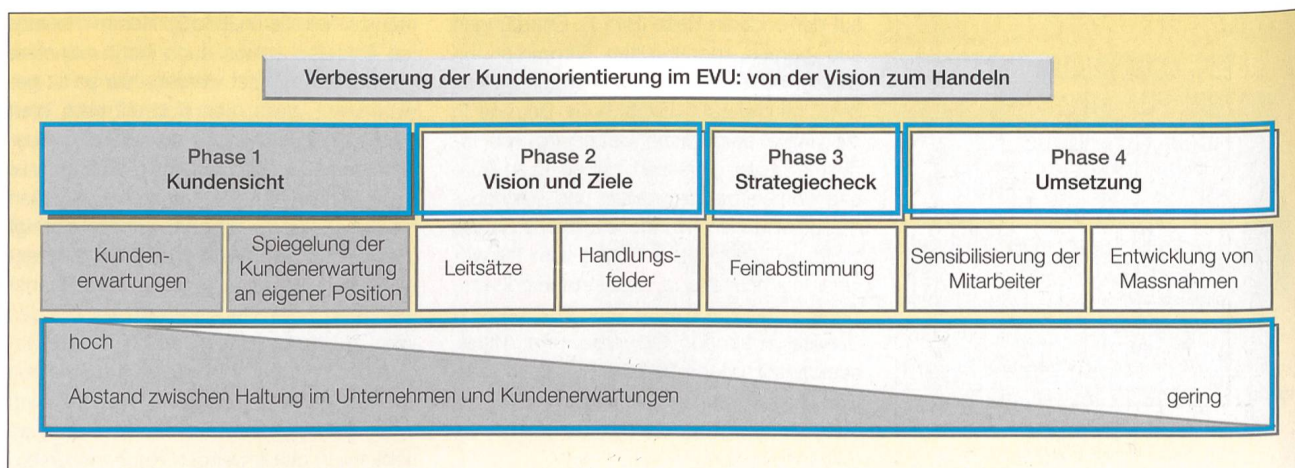 Verbesserung der Kundenorientierung im EVU: von der Vision zum Handeln
Phase 1
Kundensicht
Phase 2
Vision und Ziele
Phase 3
Strategiecheck
Phase 4
Umsetzung
Kunden-
erwartungen
Spiegelung der
Kundenerwartung
an eigener Position
Leitsätze
Handlungs-
felder
Feinabstimmung
Sensibilisierung der
Mitarbeiter
Entwicklung von
Massnahmen
hoch
Abstand zwischen Haltung im Unternehmen und Kundenerwartungen
gering